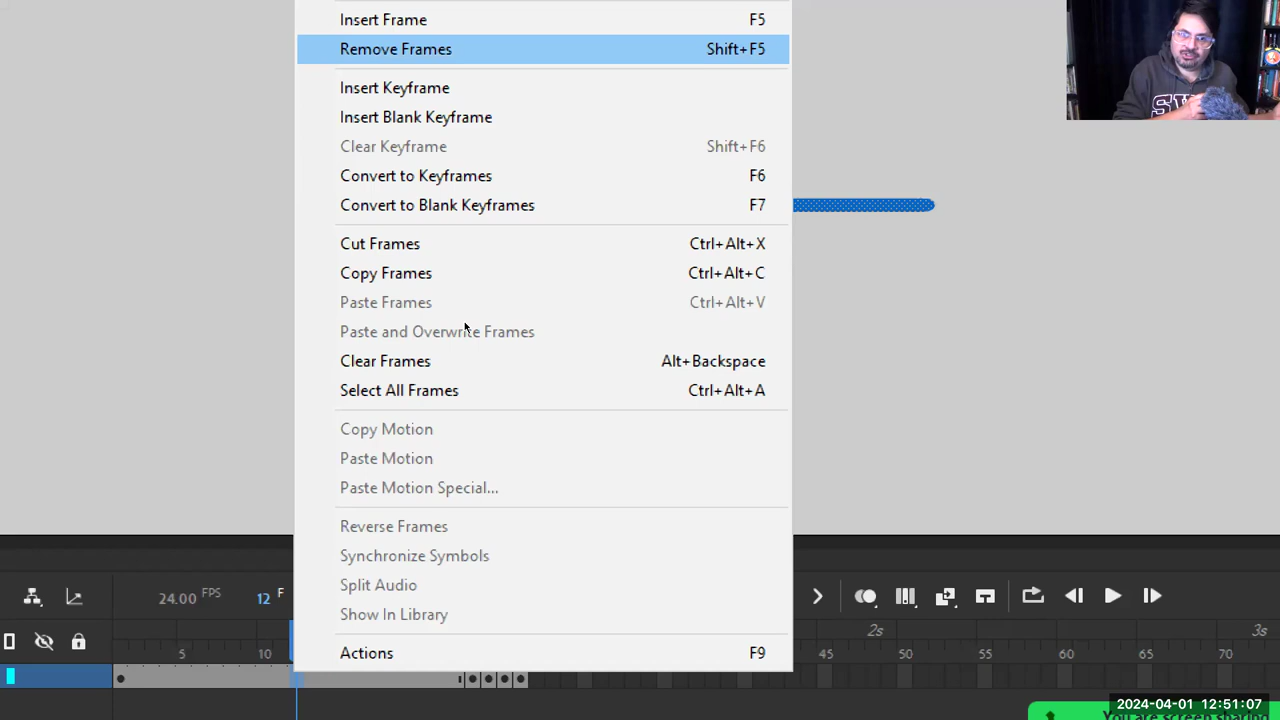 Insert Frame F5
Remove Frames Shift+F5
Insert Keyframe
Insert Blank Keyframe
Clear Keyframe Shift+F6
Convert to Keyframes F6
Convert to Blank Keyframes F7
Cut Frames Ctrl+Alt+X
Copy Frames Ctrl+Alt+C
Paste Frames Ctrl+Alt+V
Paste and Overwrite Frames
Clear Frames Alt+Backspace
Select All Frames Ctrl+Alt+A
Copy Motion
Paste Motion
Paste Motion Special...
Reverse Frames
Synchronize Symbols
Split Audio
Show In Library
Actions F9
24.00 FPS 12 F
2s 3s
5 10 45 50 55 60 65 70
2024-04-01 12:51:07
You are screen sharing